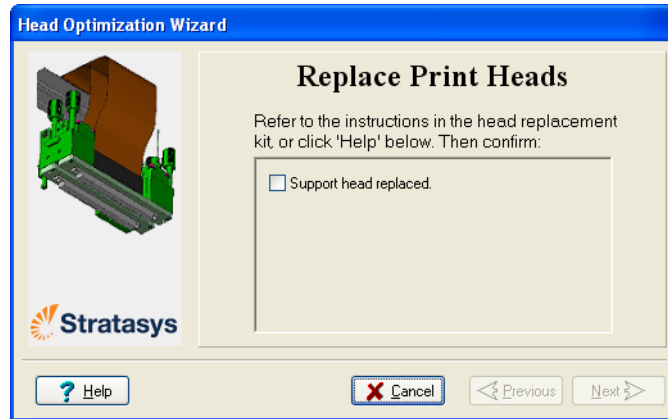 Head Optimization Wizard
Replace Print Heads
Refer to the instructions in the head replacement
kit, or click 'Help' below. Then confirm:
Support head replaced.
Stratasys
Help
Cancel
Previous
Next